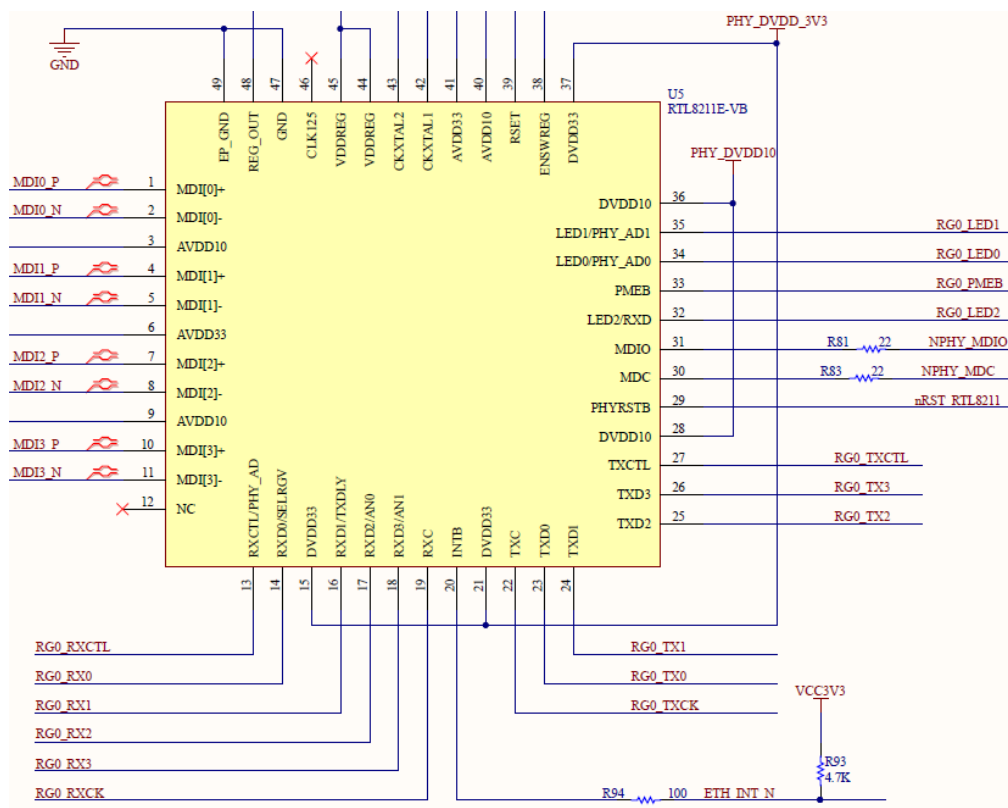 PHY_DVDD_3V3
GND
49 48 47 46 45 44 43 42 41 40 39 38 37
U5
RTL8211E-VB
EP_GND
REG_OUT
GND
CLK125
VDDREG
VDDREG
CKXTAL2
CKXTAL1
AVDD33
AVDD10
RSET
ENSWREG
DVDD33
PHY_DVDD10
MDI0_P 1 MDI[0]+
MDI0_N 2 MDI[0]-
3 AVDD10
MDI1_P 4 MDI[1]+
MDI1_N 5 MDI[1]-
6 AVDD33
MDI2_P 7 MDI[2]+
MDI2_N 8 MDI[2]-
9 AVDD10
MDI3_P 10 MDI[3]+
MDI3_N 11 MDI[3]-
12 NC
DVDD10 36
LED1/PHY_AD1 35 RG0_LED1
LED0/PHY_AD0 34 RG0_LED0
PMEB 33 RG0_PMEB
LED2/RXD 32 RG0_LED2
MDIO 31 R81 22 NPHY_MDIO
MDC 30 R83 22 NPHY_MDC
PHYRSTB 29 nRST_RTL8211
DVDD10 28
TXCTL 27 RG0_TXCTL
TXD3 26 RG0_TX3
TXD2 25 RG0_TX2
RXCTL/PHY_AD
RXD0/SELRGV
DVDD33
RXD1/TXDLY
RXD2/AN0
RXD3/AN1
RXC
INTB
DVDD33
TXC
TXD0
TXD1
13 14 15 16 17 18 19 20 21 22 23 24
RG0_RXCTL
RG0_RX0
RG0_RX1
RG0_RX2
RG0_RX3
RG0_RXCK
RG0_TX1
RG0_TX0
RG0_TXCK
VCC3V3
R93
4.7K
R94 100 ETH_INT_N